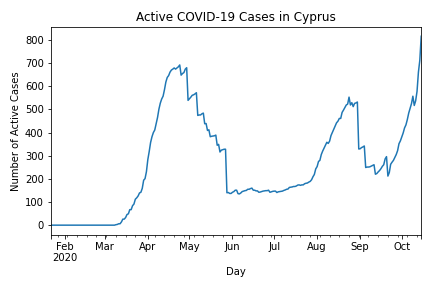 Active COVID-19 Cases in Cyprus
Number of Active Cases
800
700
600
500
400
300
200
100
0
Feb Mar Apr May Jun Jul Aug Sep Oct
2020
Day